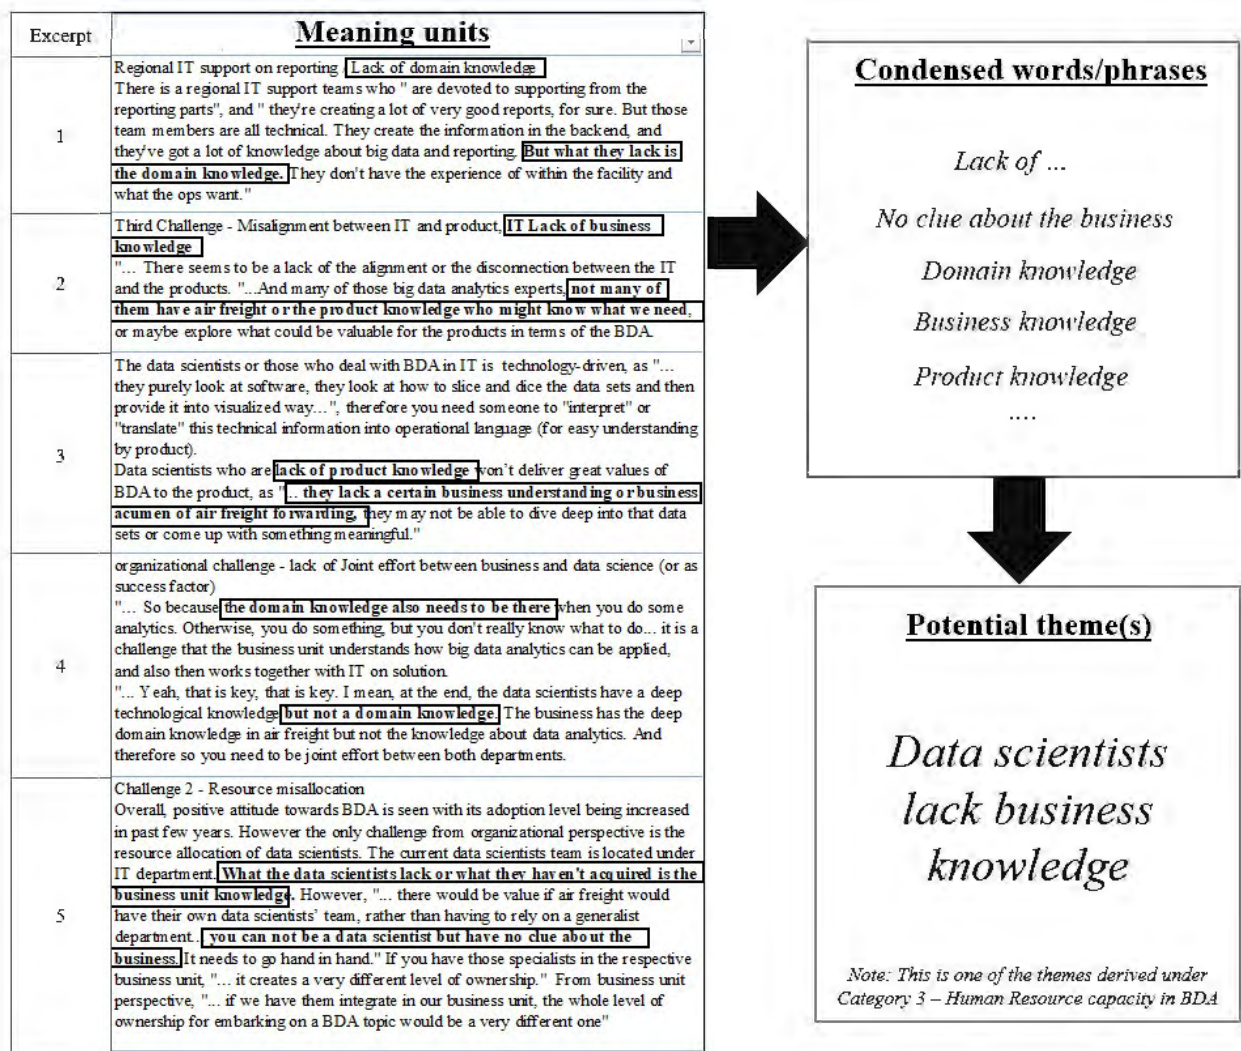 Excerpt
Meaning units
1
Regional IT support on reporting Lack of domain knowledge
There is a regional IT support teams who " are devoted to supporting from the
reporting parts", and " they're creating a lot of very good reports, for sure. But those
team members are all technical. They create the information in the backend, and
they've got a lot of knowledge about big data and reporting. But what they lack is
the domain knowledge. They don't have the experience of within the facility and
what the ops want."
2
Third Challenge - Misalignment between IT and product, IT Lack of business
knowledge
"... There seems to be a lack of the alignment or the disconnection between the IT
and the products. "...And many of those big data analytics experts, not many of
them have air freight or the product knowledge who might know what we need,
or maybe explore what could be valuable for the products in terms of the BDA.
3
The data scientists or those who deal with BDA in IT is technology-driven, as "...
they purely look at software, they look at how to slice and dice the data sets and then
provide it into visualized way...", therefore you need someone to "interpret" or
"translate" this technical information into operational language (for easy understanding
by product).
Data scientists who are lack of product knowledge won't deliver great values of
BDA to the product, as "... they lack a certain business understanding or business
acumen of air freight forwarding, they may not be able to dive deep into that data
sets or come up with something meaningful."
4
organizational challenge - lack of Joint effort between business and data science (or as
success factor)
"... So because the domain knowledge also needs to be there when you do some
analytics. Otherwise, you do something, but you don't really know what to do... it is a
challenge that the business unit understands how big data analytics can be applied,
and also then works together with IT on solution.
"... Yeah, that is key, that is key. I mean, at the end, the data scientists have a deep
technological knowledge but not a domain knowledge. The business has the deep
domain knowledge in air freight but not the knowledge about data analytics. And
therefore so you need to be joint effort between both departments.
5
Challenge 2 - Resource misallocation
Overall, positive attitude towards BDA is seen with its adoption level being increased
in past few years. However the only challenge from organizational perspective is the
resource allocation of data scientists. The current data scientists team is located under
IT department. What the data scientists lack or what they haven't acquired is the
business unit knowledge. However, "... there would be value if air freight would
have their own data scientists' team, rather than having to rely on a generalist
department... you can not be a data scientist but have no clue about the
business. It needs to go hand in hand." If you have those specialists in the respective
business unit, "... it creates a very different level of ownership." From business unit
perspective, "... if we have them integrate in our business unit, the whole level of
ownership for embarking on a BDA topic would be a very different one"
Condensed words/phrases
Lack of ...
No clue about the business
Domain knowledge
Business knowledge
Product knowledge
....
Potential theme(s)
Data scientists
lack business
knowledge
Note: This is one of the themes derived under
Category 3 – Human Resource capacity in BDA